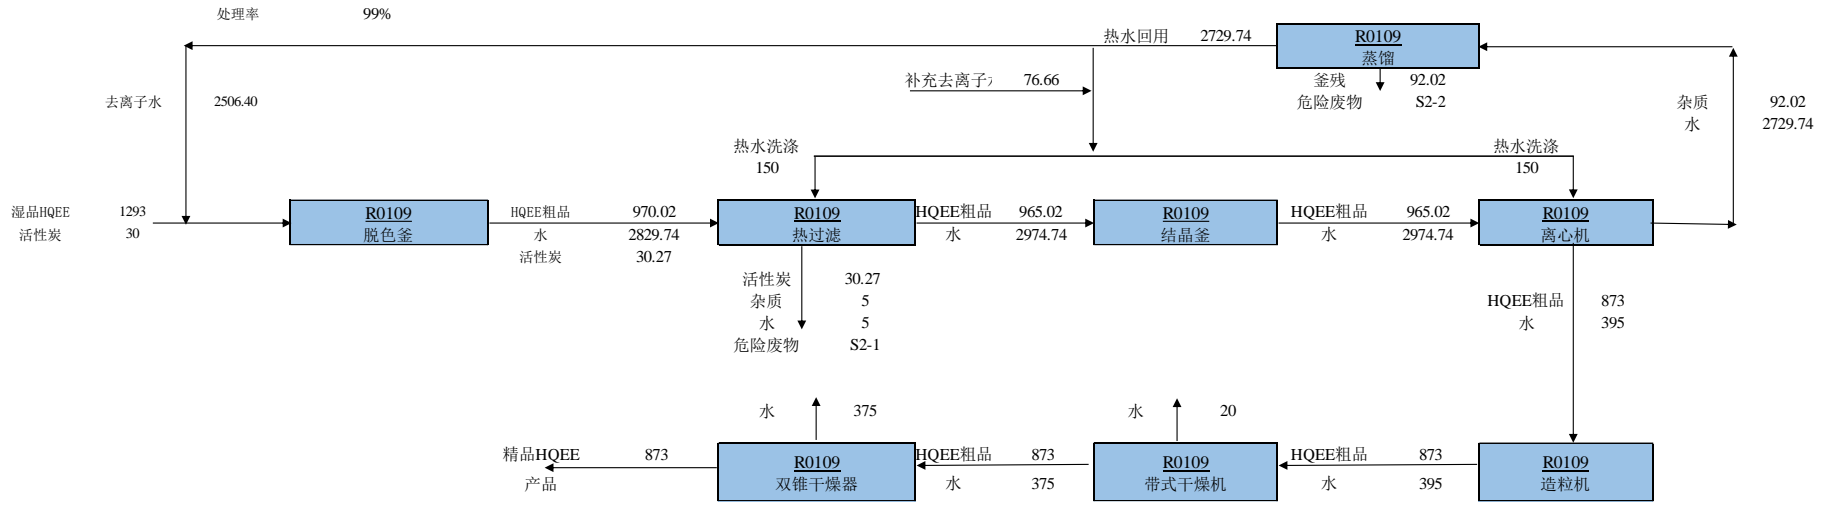 处理率 99%
热水回用 2729.74
R0109
蒸馏
补充去离子 76.66
釜残 92.02
危险废物 S2-2
去离子水 2506.40
杂质 92.02
水 2729.74
热水洗涤
150
热水洗涤
150
湿品HQEE 1293
活性炭 30
R0109
脱色釜
HQEE粗品 970.02
水 2829.74
活性炭 30.27
R0109
热过滤
HQEE粗品 965.02
水 2974.74
R0109
结晶釜
HQEE粗品 965.02
水 2974.74
R0109
离心机
活性炭 30.27
杂质 5
水 5
危险废物 S2-1
HQEE粗品 873
水 395
水 375
水 20
精品HQEE 873
产品
R0109
双锥干燥器
HQEE粗品 873
水 375
R0109
带式干燥机
HQEE粗品 873
水 395
R0109
造粒机